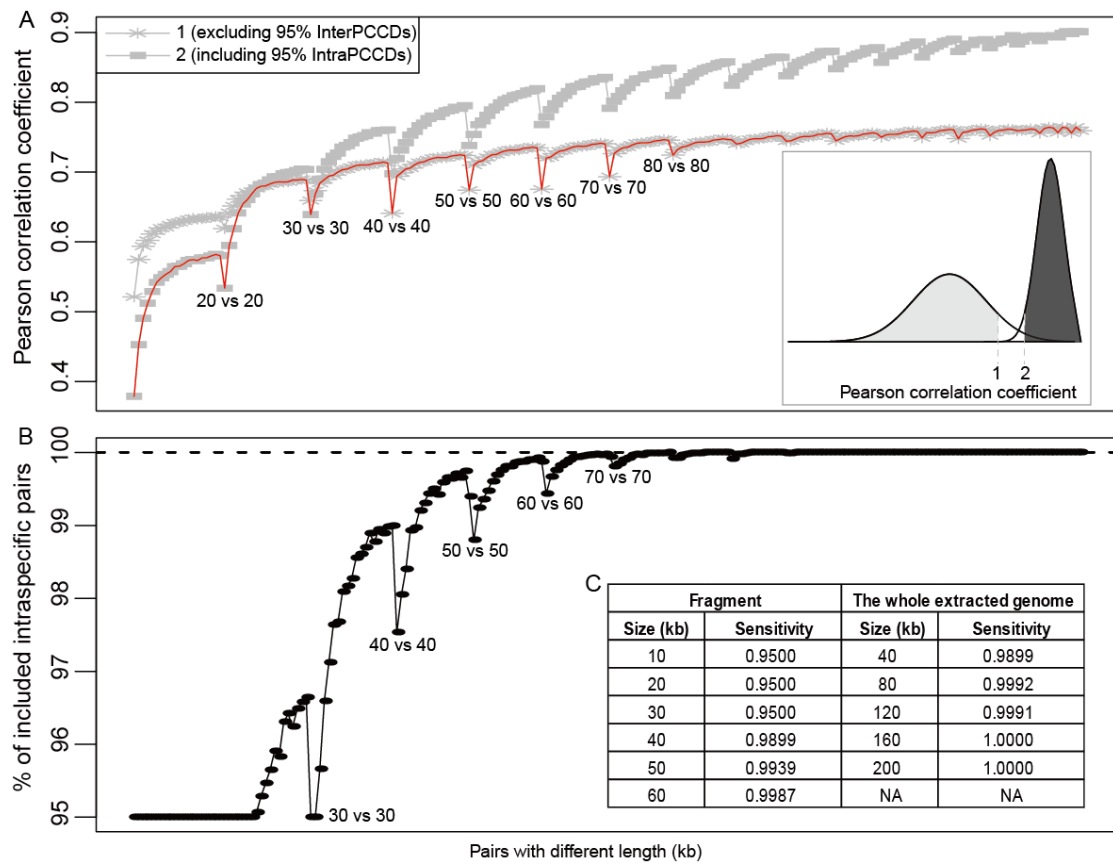 A
Pearson correlation coefficient
0.9
0.8
0.7
0.6
0.5
0.4
1 (excluding 95% InterPCCDs)
2 (including 95% IntraPCCDs)
20 vs 20
30 vs 30
40 vs 40
50 vs 50
60 vs 60
70 vs 70
80 vs 80
1 2
Pearson correlation coefficient
B
% of included intraspecific pairs
100
99
98
97
96
95
30 vs 30
40 vs 40
50 vs 50
60 vs 60
70 vs 70
C
Fragment The whole extracted genome
Size (kb) Sensitivity Size (kb) Sensitivity
10 0.9500 40 0.9899
20 0.9500 80 0.9992
30 0.9500 120 0.9991
40 0.9899 160 1.0000
50 0.9939 200 1.0000
60 0.9987 NA NA
Pairs with different length (kb)